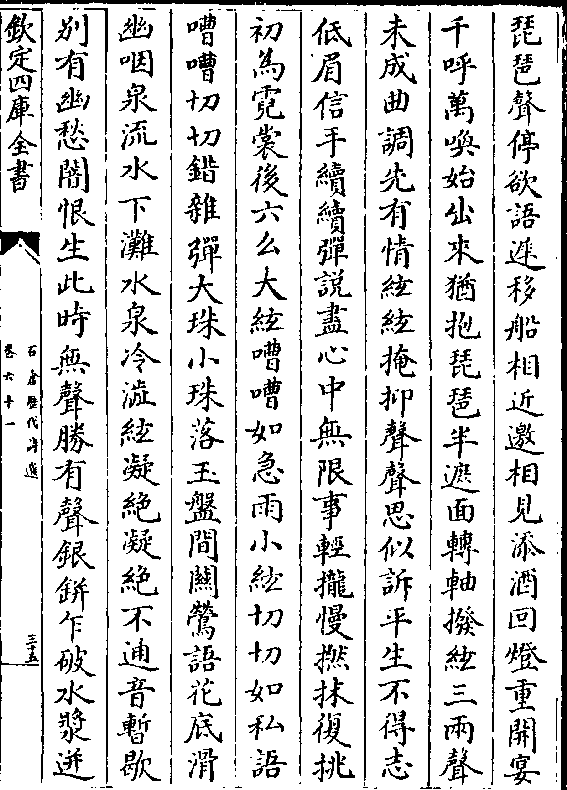 琵琶聲停欲語遲移船相近邀相見添酒回燈重開宴
千呼萬喚始出來猶抱琵琶半遮面轉軸撥絃三兩聲
未成曲調先有情絃絃掩抑聲聲思似訴平生不得志
低眉信手續續彈說盡心中無限事輕攏慢撚抹復挑
初為霓裳後六么大絃嘈嘈如急雨小絃切切如私語
嘈嘈切切錯雜彈大珠小珠落玉盤間關鶯語花底滑
幽咽泉流水下灘水泉冷澁絃凝絶凝絶不通音暫歇
別有幽愁闇恨生此時無聲勝有聲銀缾乍破水漿迸
欽定四庫全書
石倉歷代詩選
卷六十一
三十五